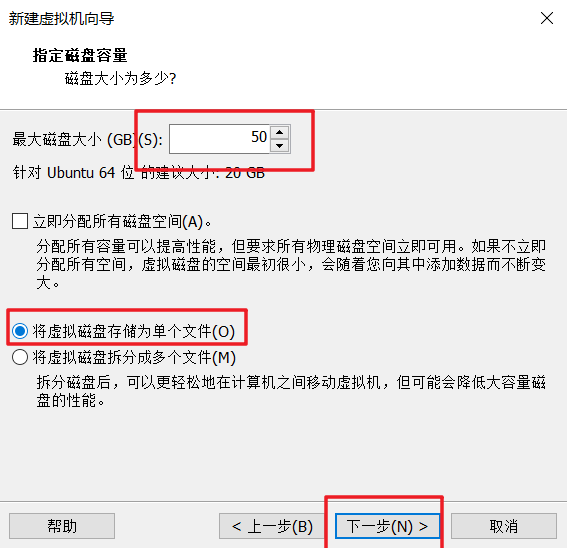 新建虚拟机向导
指定磁盘容量
磁盘大小为多少?
最大磁盘大小 (GB)(S): 50
针对 Ubuntu 64 位 的建议大小: 20 GB
立即分配所有磁盘空间(A)。
分配所有容量可以提高性能，但要求所有物理磁盘空间立即可用。如果不立即
分配所有空间，虚拟磁盘的空间最初很小，会随着您向其中添加数据而不断变
大。
将虚拟磁盘存储为单个文件(O)
将虚拟磁盘拆分成多个文件(M)
拆分磁盘后，可以更轻松地在计算机之间移动虚拟机，但可能会降低大容量磁
盘的性能。
帮助 < 上一步(B) 下一步(N) > 取消